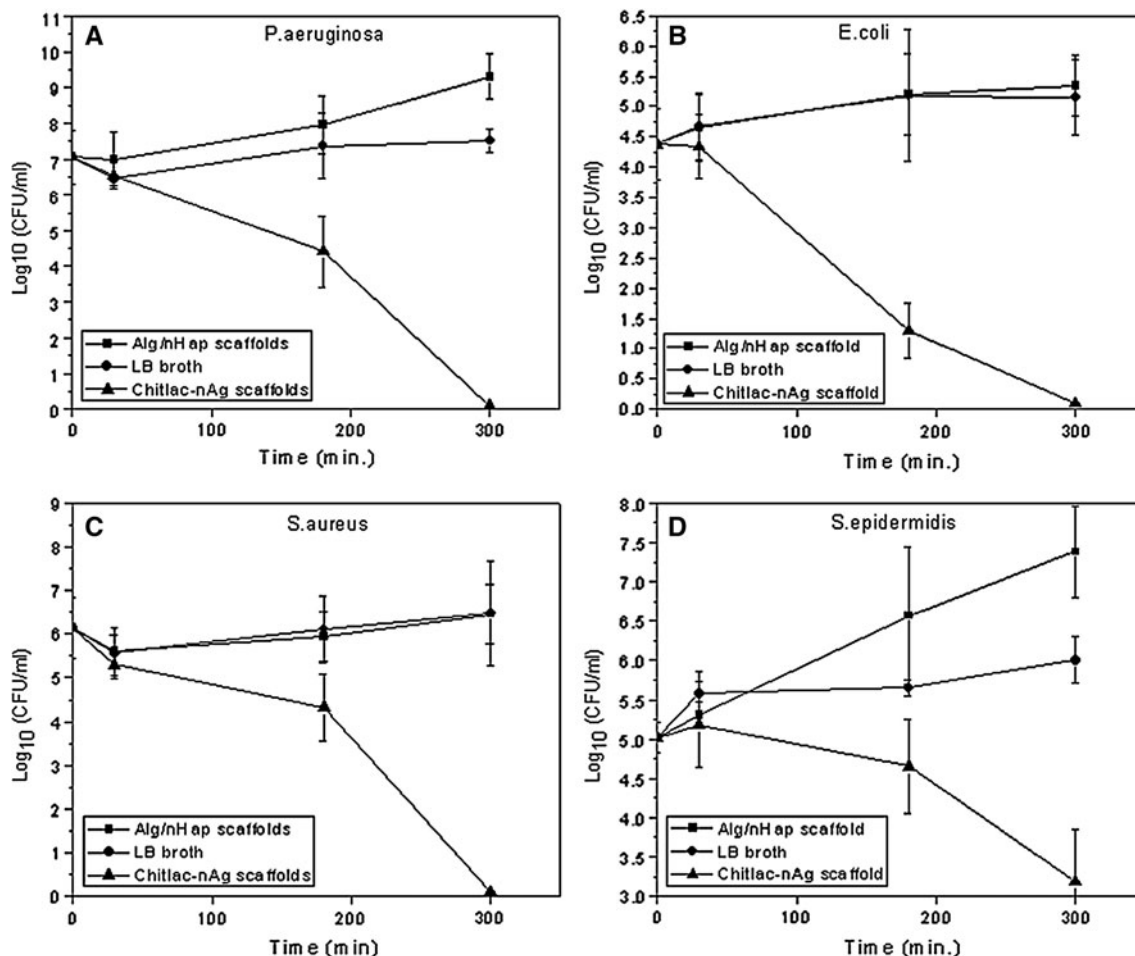 A
P.aeruginosa
Log10 (CFU/ml)
11
10
9
8
7
6
5
4
3
2
1
0
Alg/nHap scaffolds
LB broth
Chitlac-nAg scaffolds
0 100 200 300
Time (min.)
B
E.coli
Log10 (CFU/ml)
6.5
6.0
5.5
5.0
4.5
4.0
3.5
3.0
2.5
2.0
1.5
1.0
0.5
0.0
Alg/nHap scaffold
LB broth
Chitlac-nAg scaffold
0 100 200 300
Time (min.)
C
S.aureus
Log10 (CFU/ml)
9
8
7
6
5
4
3
2
1
0
Alg/nHap scaffolds
LB broth
Chitlac-nAg scaffolds
0 100 200 300
Time (min)
D
S.epidermidis
Log10 (CFU/ml)
8.0
7.5
7.0
6.5
6.0
5.5
5.0
4.5
4.0
3.5
3.0
Alg/nHap scaffold
LB broth
Chitlac-nAg scaffold
0 100 200 300
Time (min.)